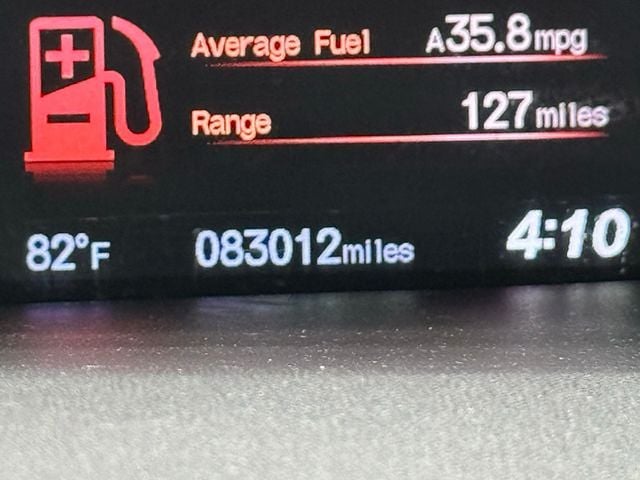 Average Fuel A35.8mpg
Range 127miles
82°F 083012miles 4:10